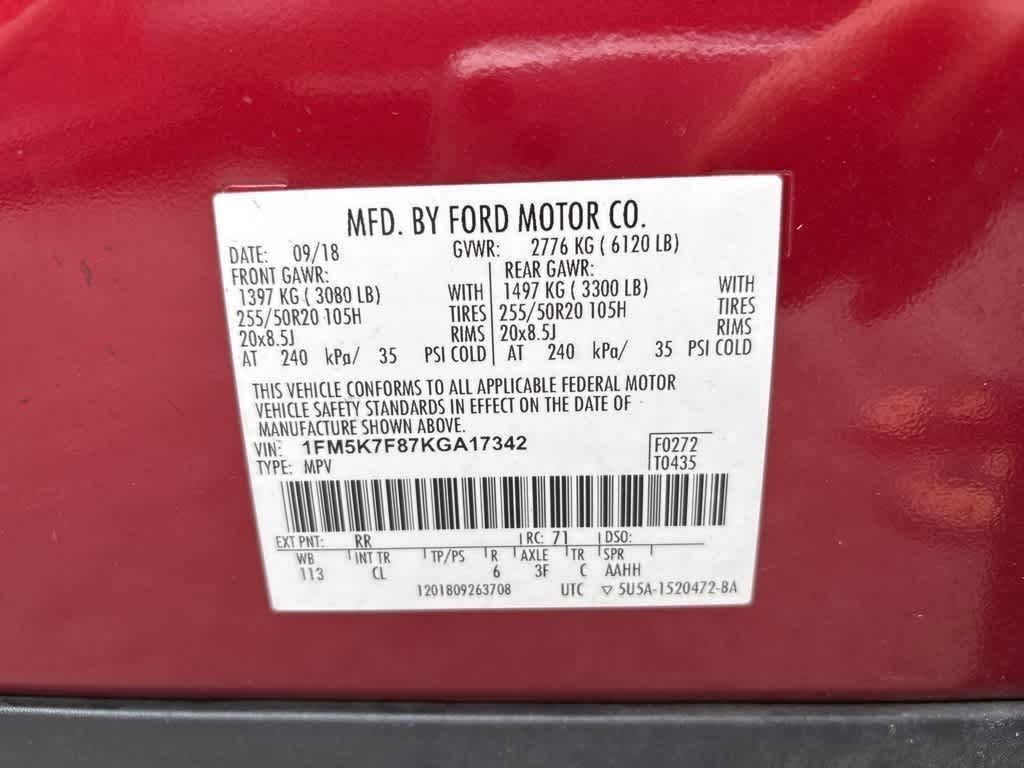 MFD. BY FORD MOTOR CO.
DATE: 09/18 GVWR: 2776 KG ( 6120 LB)
FRONT GAWR: REAR GAWR:
1397 KG ( 3080 LB) WITH 1497 KG ( 3300 LB) WITH
255/50R20 105H TIRES 255/50R20 105H TIRES
20x8.5J RIMS 20x8.5J RIMS
AT 240 kPa/ 35 PSI COLD AT 240 kPa/ 35 PSI COLD
THIS VEHICLE CONFORMS TO ALL APPLICABLE FEDERAL MOTOR
VEHICLE SAFETY STANDARDS IN EFFECT ON THE DATE OF
MANUFACTURE SHOWN ABOVE.
VIN: 1FM5K7F87KGA17342 F0272
TYPE: MPV T0435
EXT PNT: RR RC: 71 DSO:
WB INT TR TP/PS R AXLE TR SPR
113 CL 6 3F C AAHH
1201809263708 UTC ▽ 5U5A-1520472-BA